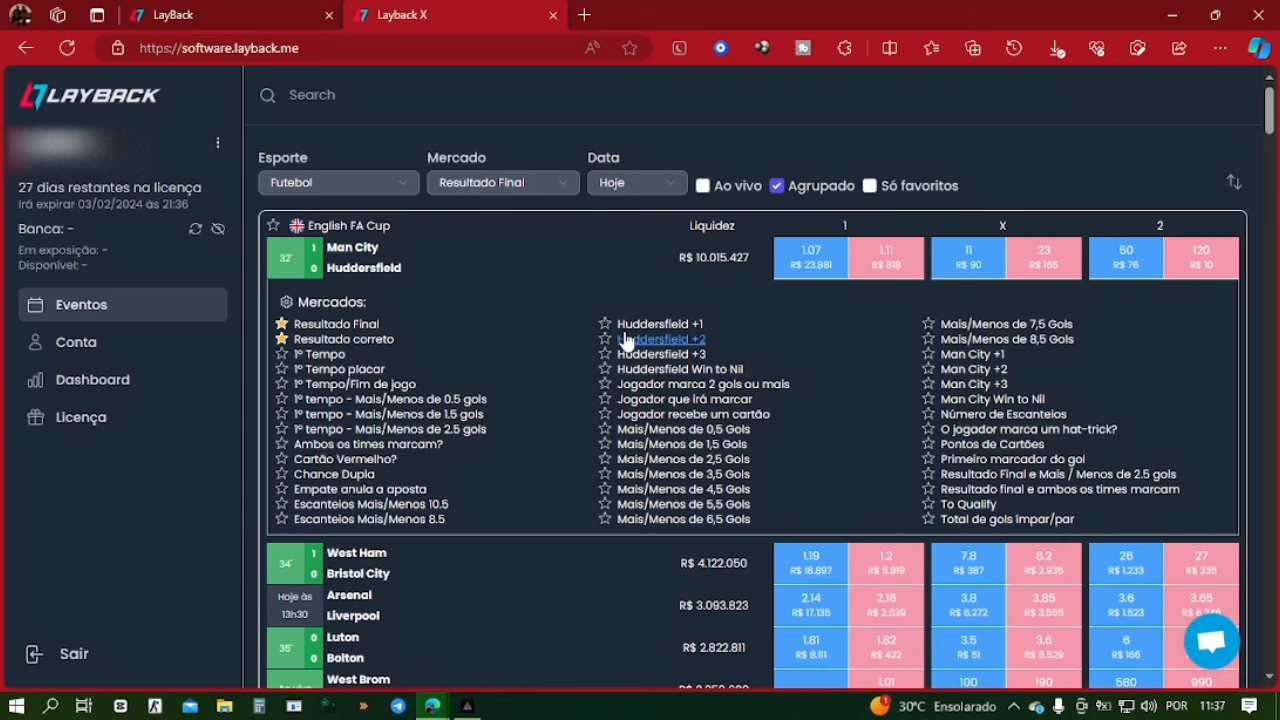 LayBack
Layback X
https://software.layback.me
LAYBACK
Search
27 dias restantes na licença
Irá expirar 03/02/2024 às 21:36
Banca: -
Em exposição: -
Disponível: -
Eventos
Conta
Dashboard
Licença
Sair
Esporte
Mercado
Data
Futebol
Resultado Final
Hoje
Ao vivo
Agrupado
Só favoritos
English FA Cup
Liquidez
1
X
2
32'
1
Man City
0
Huddersfield
R$ 10.015.427
1.07
R$ 23.881
1.11
R$ 818
11
R$ 90
23
R$ 165
50
R$ 76
120
R$ 10
Mercados:
Resultado Final
Resultado correto
1º Tempo
1º Tempo placar
1º Tempo/Fim de jogo
1º tempo - Mais/Menos de 0.5 gols
1º tempo - Mais/Menos de 1.5 gols
1º tempo - Mais/Menos de 2.5 gols
Ambos os times marcam?
Cartão Vermelho?
Chance Dupla
Empate anula a aposta
Escanteios Mais/Menos 10.5
Escanteios Mais/Menos 8.5
Huddersfield +1
Huddersfield +2
Huddersfield +3
Huddersfield Win to Nil
Jogador marca 2 gols ou mais
Jogador que irá marcar
Jogador recebe um cartão
Mais/Menos de 0,5 Gols
Mais/Menos de 1,5 Gols
Mais/Menos de 2,5 Gols
Mais/Menos de 3,5 Gols
Mais/Menos de 4,5 Gols
Mais/Menos de 5,5 Gols
Mais/Menos de 6,5 Gols
Mais/Menos de 7,5 Gols
Mais/Menos de 8,5 Gols
Man City +1
Man City +2
Man City +3
Man City Win to Nil
Número de Escanteios
O jogador marca um hat-trick?
Pontos de Cartões
Primeiro marcador do gol
Resultado Final e Mais / Menos de 2.5 gols
Resultado final e ambos os times marcam
To Qualify
Total de gols ímpar/par
34'
1
West Ham
0
Bristol City
R$ 4.122.050
1.19
R$ 18.897
1.2
R$ 6.919
7.8
R$ 387
8.2
R$ 2.935
26
R$ 1.233
27
R$ 235
Hoje às
13h30
Arsenal
Liverpool
R$ 3.093.823
2.14
R$ 17.135
2.16
R$ 2.539
3.8
R$ 6.272
3.85
R$ 3.565
3.6
R$ 1.523
3.65
35'
0
Luton
0
Bolton
R$ 2.822.811
1.81
R$ 8.111
1.82
R$ 422
3.5
R$ 51
3.6
R$ 5.529
6
R$ 166
West Brom
1.01
100
190
580
990
30°C Ensolarado
POR
11:37